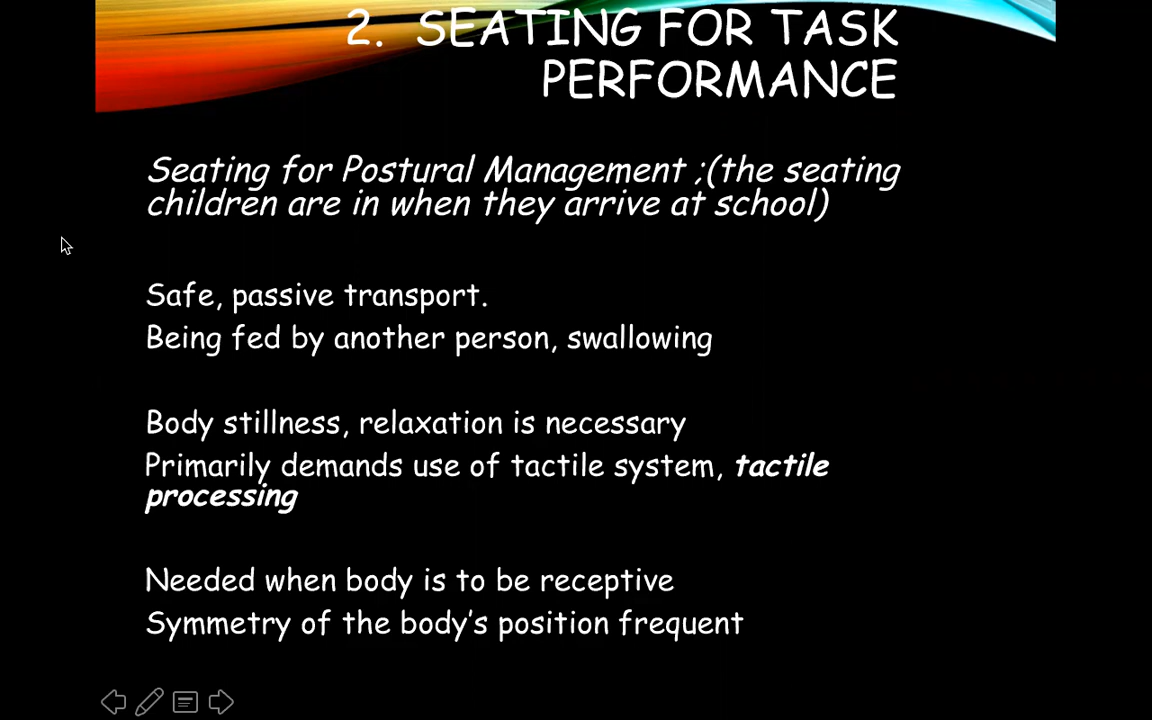 2. SEATING FOR TASK
PERFORMANCE
Seating for Postural Management ;(the seating
children are in when they arrive at school)
Safe, passive transport.
Being fed by another person, swallowing
Body stillness, relaxation is necessary
Primarily demands use of tactile system, tactile
processing
Needed when body is to be receptive
Symmetry of the body's position frequent